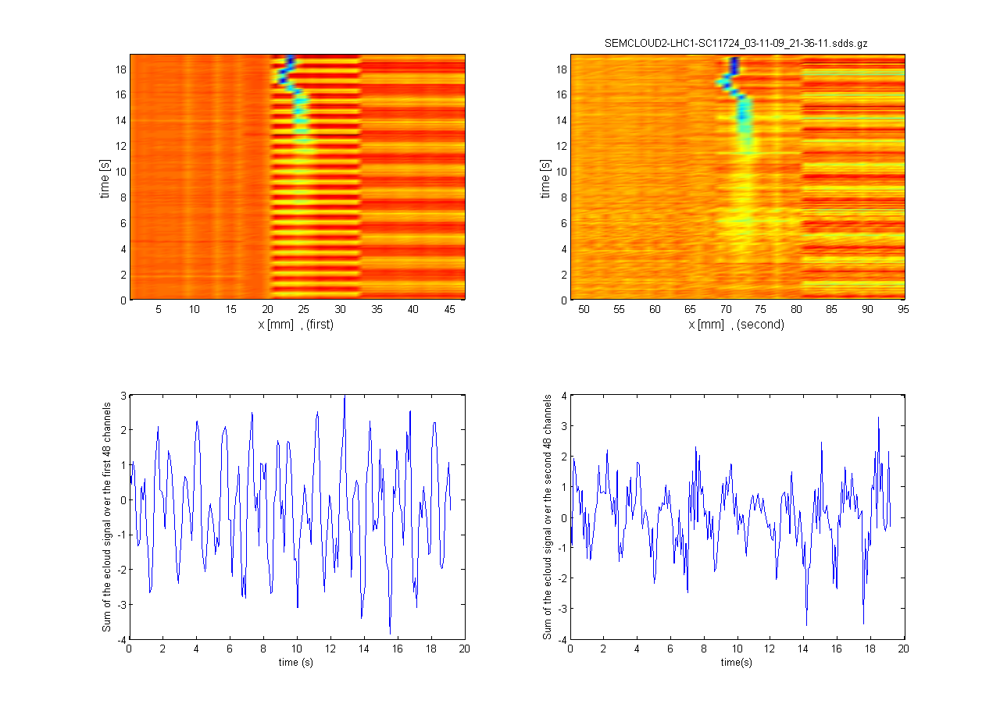 SEMCLOUD2-LHC1-SC11724_03-11-09_21-36-11.sdds.gz
time [s]
18
16
14
12
10
8
6
4
2
0
5 10 15 20 25 30 35 40 45
x [mm] , (first)
time [s]
18
16
14
12
10
8
6
4
2
0
50 55 60 65 70 75 80 85 90 95
x [mm] , (second)
Sum of the ecloud signal over the first 48 channels
3
2
1
0
-1
-2
-3
-4
0 2 4 6 8 10 12 14 16 18 20
time (s)
Sum of the ecloud signal over the second 48 channels
4
3
2
1
0
-1
-2
-3
-4
0 2 4 6 8 10 12 14 16 18 20
time(s)